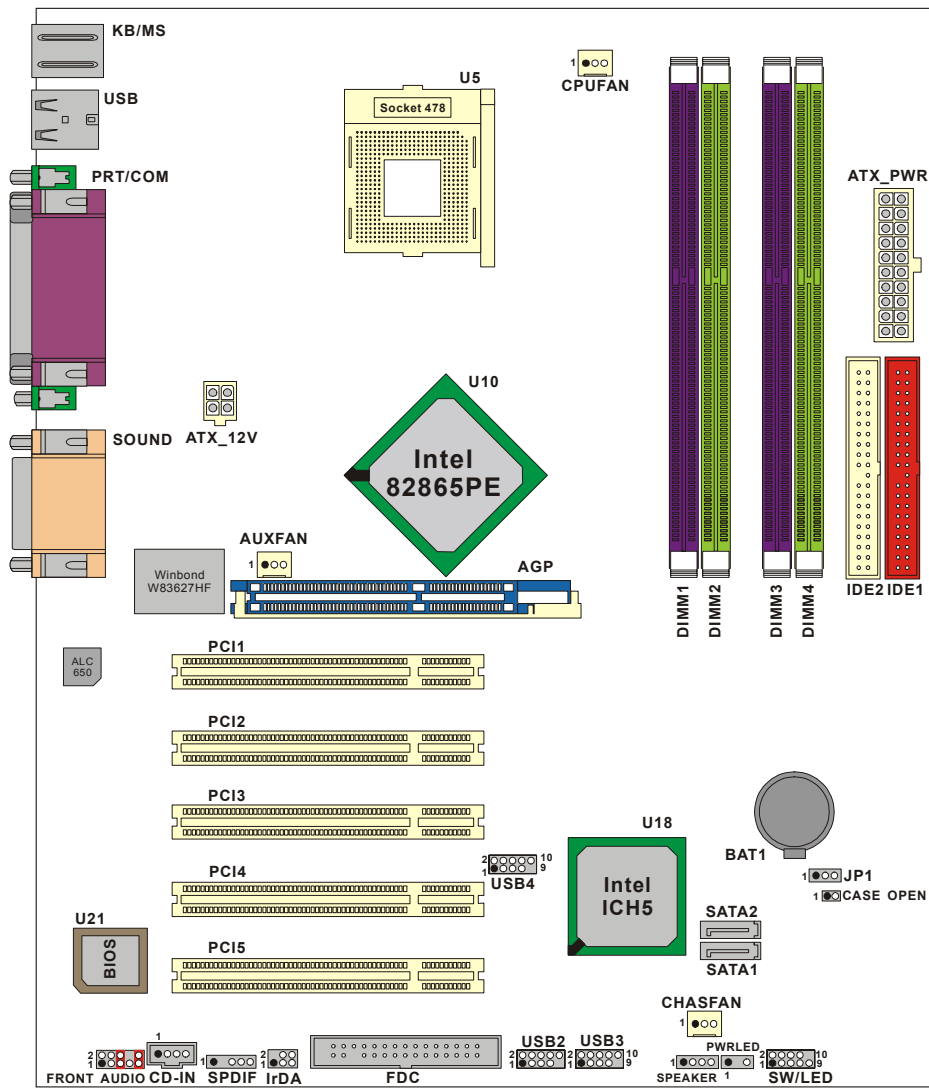 KB/MS
USB
PRT/COM
U5
Socket 478
1
CPUFAN
ATX_PWR
ATX_12V
SOUND
U10
Intel
82865PE
AUXFAN
1
Winbond
W83627HF
AGP
DIMM1
DIMM2
DIMM3
DIMM4
IDE2
IDE1
ALC
650
PCI1
PCI2
PCI3
PCI4
PCI5
2
10
1
9
USB4
U18
Intel
ICH5
BAT1
1
JP1
1
CASE OPEN
SATA2
SATA1
U21
BIOS
CHASFAN
1
2
1
FRONT AUDIO
1
CD-IN
1
SPDIF
2
1
IrDA
FDC
USB2
2
10
1
9
USB3
2
10
1
9
1
SPEAKER
PWRLED
1
2
10
1
9
SW/LED